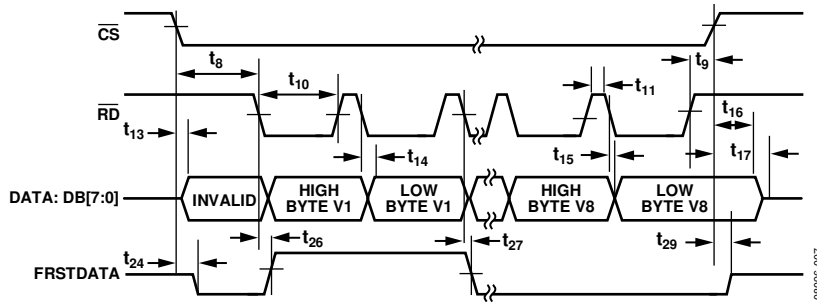 CS
t8
t9
t10
t11
RD
t16
t13
t14
t15
t17
DATA: DB[7:0]
INVALID
HIGH BYTE V1
LOW BYTE V1
HIGH BYTE V8
LOW BYTE V8
t24
t26
t27
t29
FRSTDATA